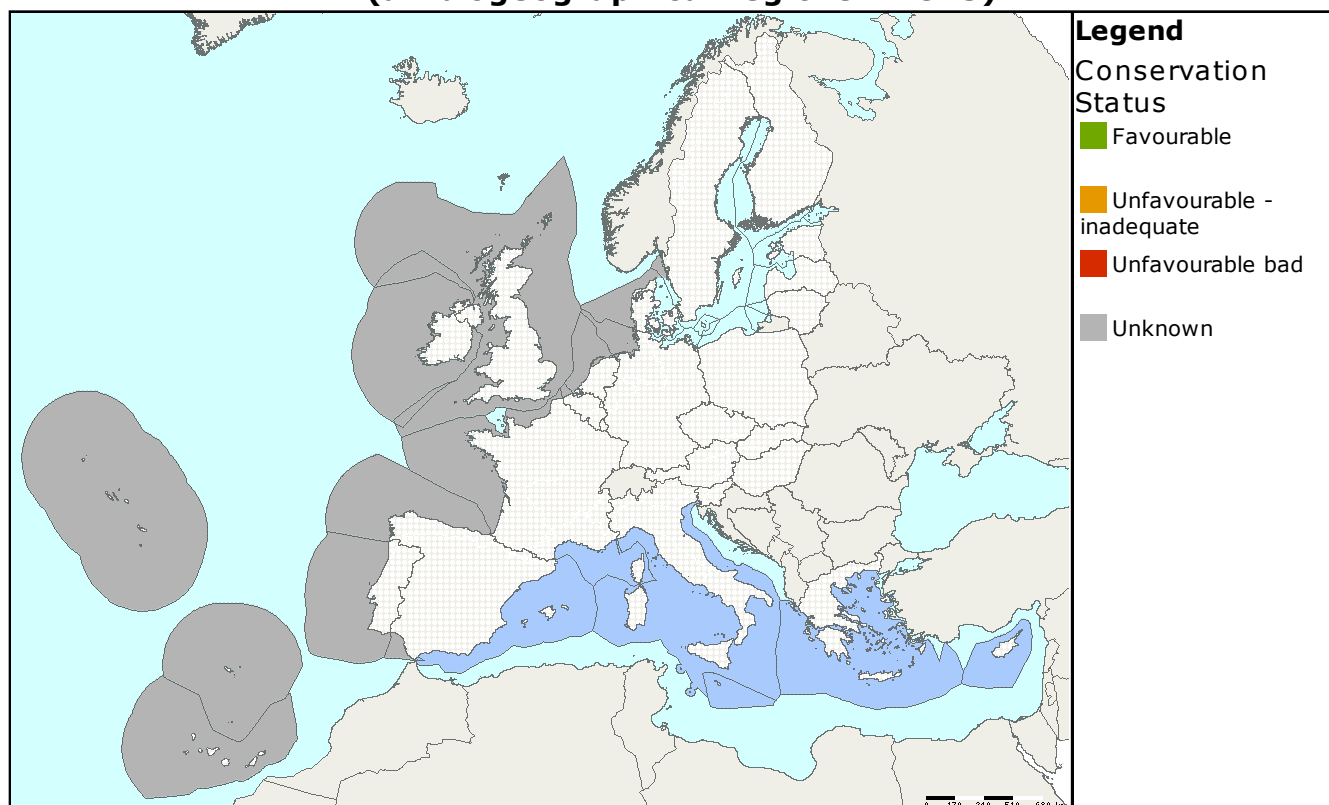 Legend
Conservation
Status
Favourable
Unfavourable -
inadequate
Unfavourable bad
Unknown